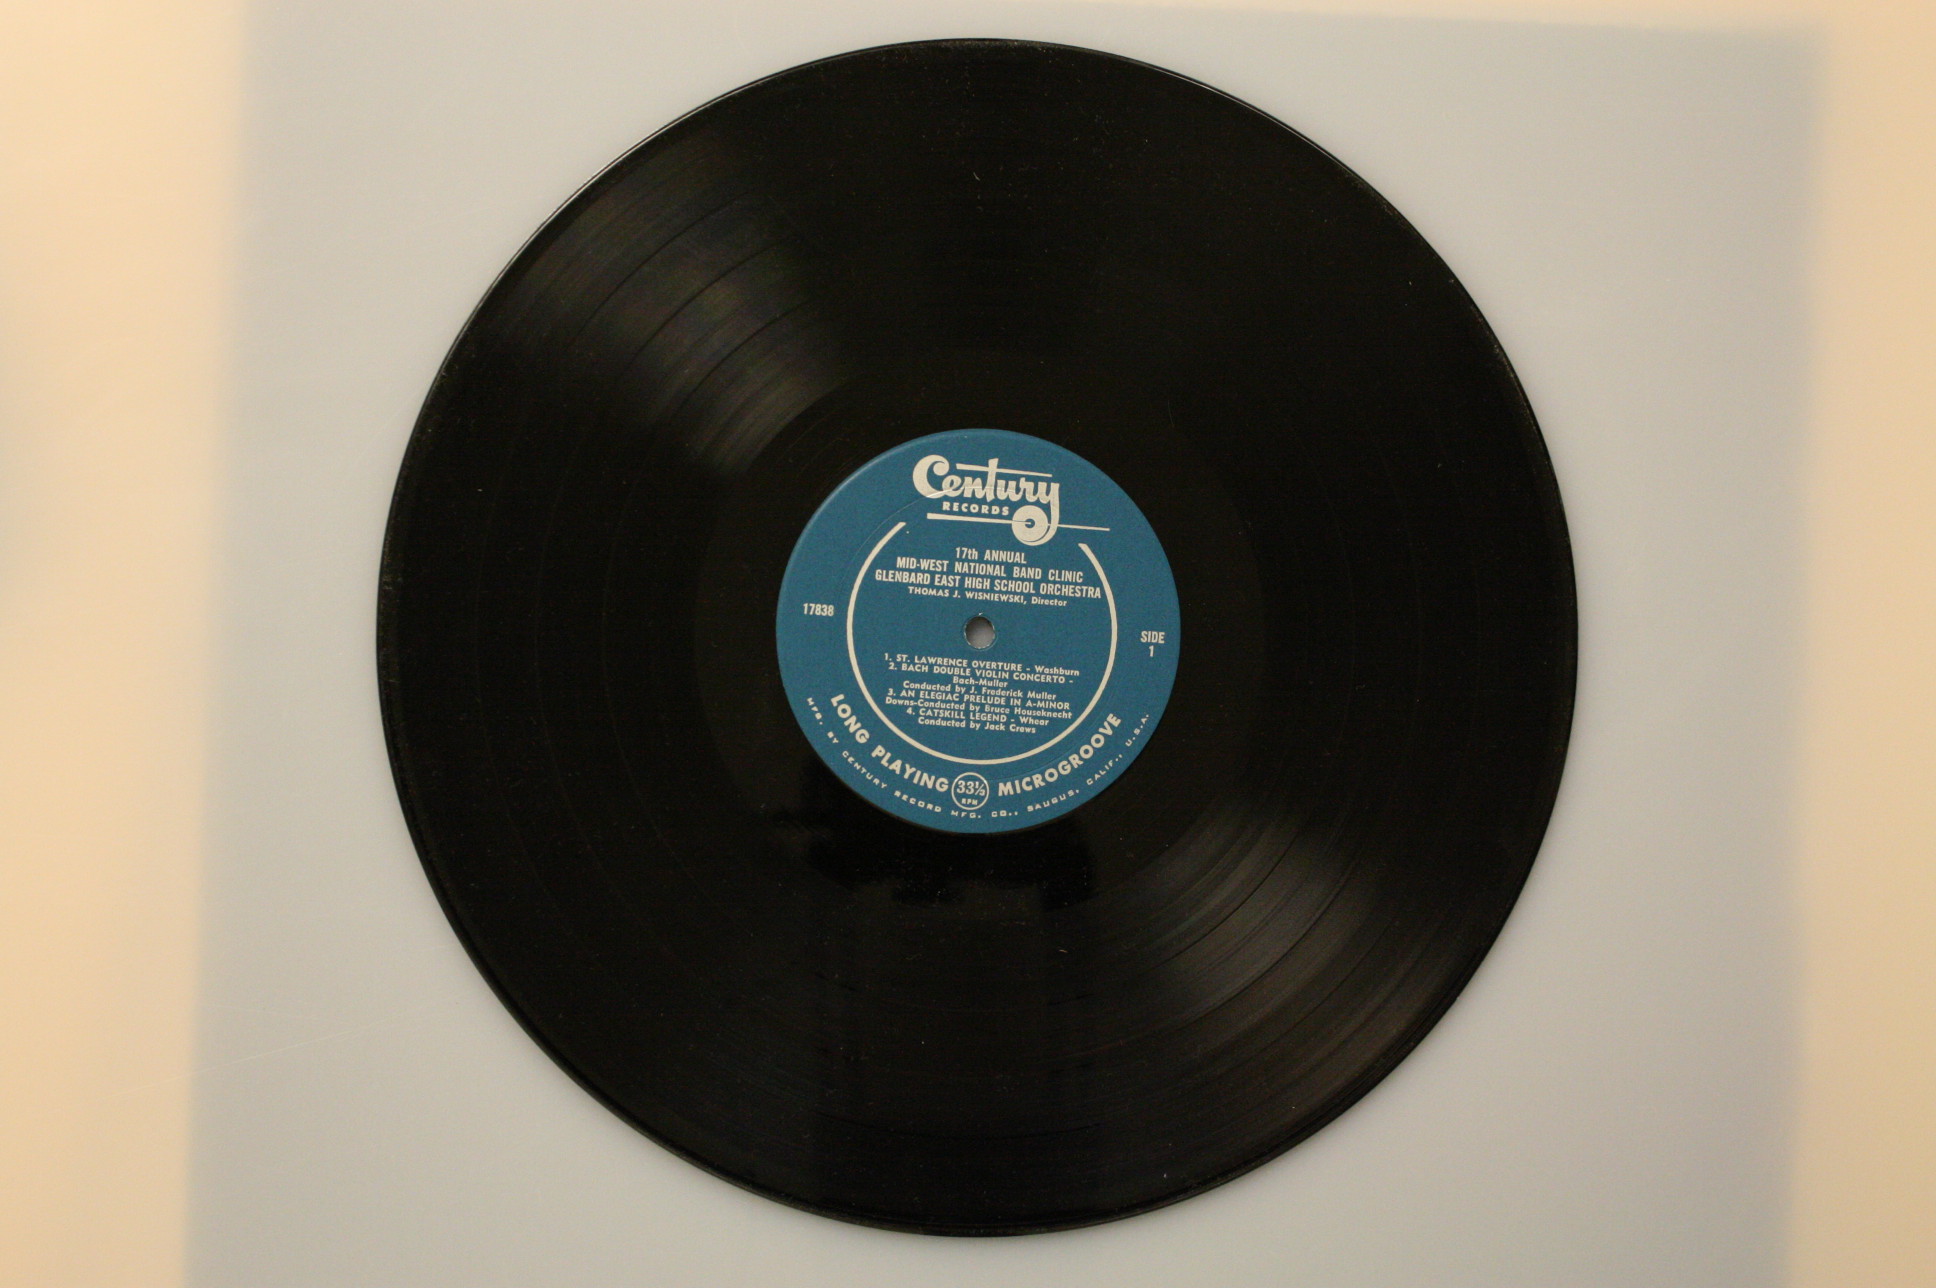 Century
RECORDS
17th ANNUAL
MID-WEST NATIONAL BAND CLINIC
GLENBARD EAST HIGH SCHOOL ORCHESTRA
THOMAS J. WISNIEWSKI, Director
17838
SIDE
1
1. ST. LAWRENCE OVERTURE - Washburn
2. BACH DOUBLE VIOLIN CONCERTO -
Bach-Muller
Conducted by J. Frederick Muller
3. AN ELEGIAC PRELUDE IN A-MINOR
Downs-Conducted by Bruce Houseknecht
4. CATSKILL LEGEND - Whear
Conducted by Jack Crews
LONG PLAYING 33⅓ RPM MICROGROOVE
MFG. BY CENTURY RECORD MFG. CO., SAUGUS, CALIF., U.S.A.